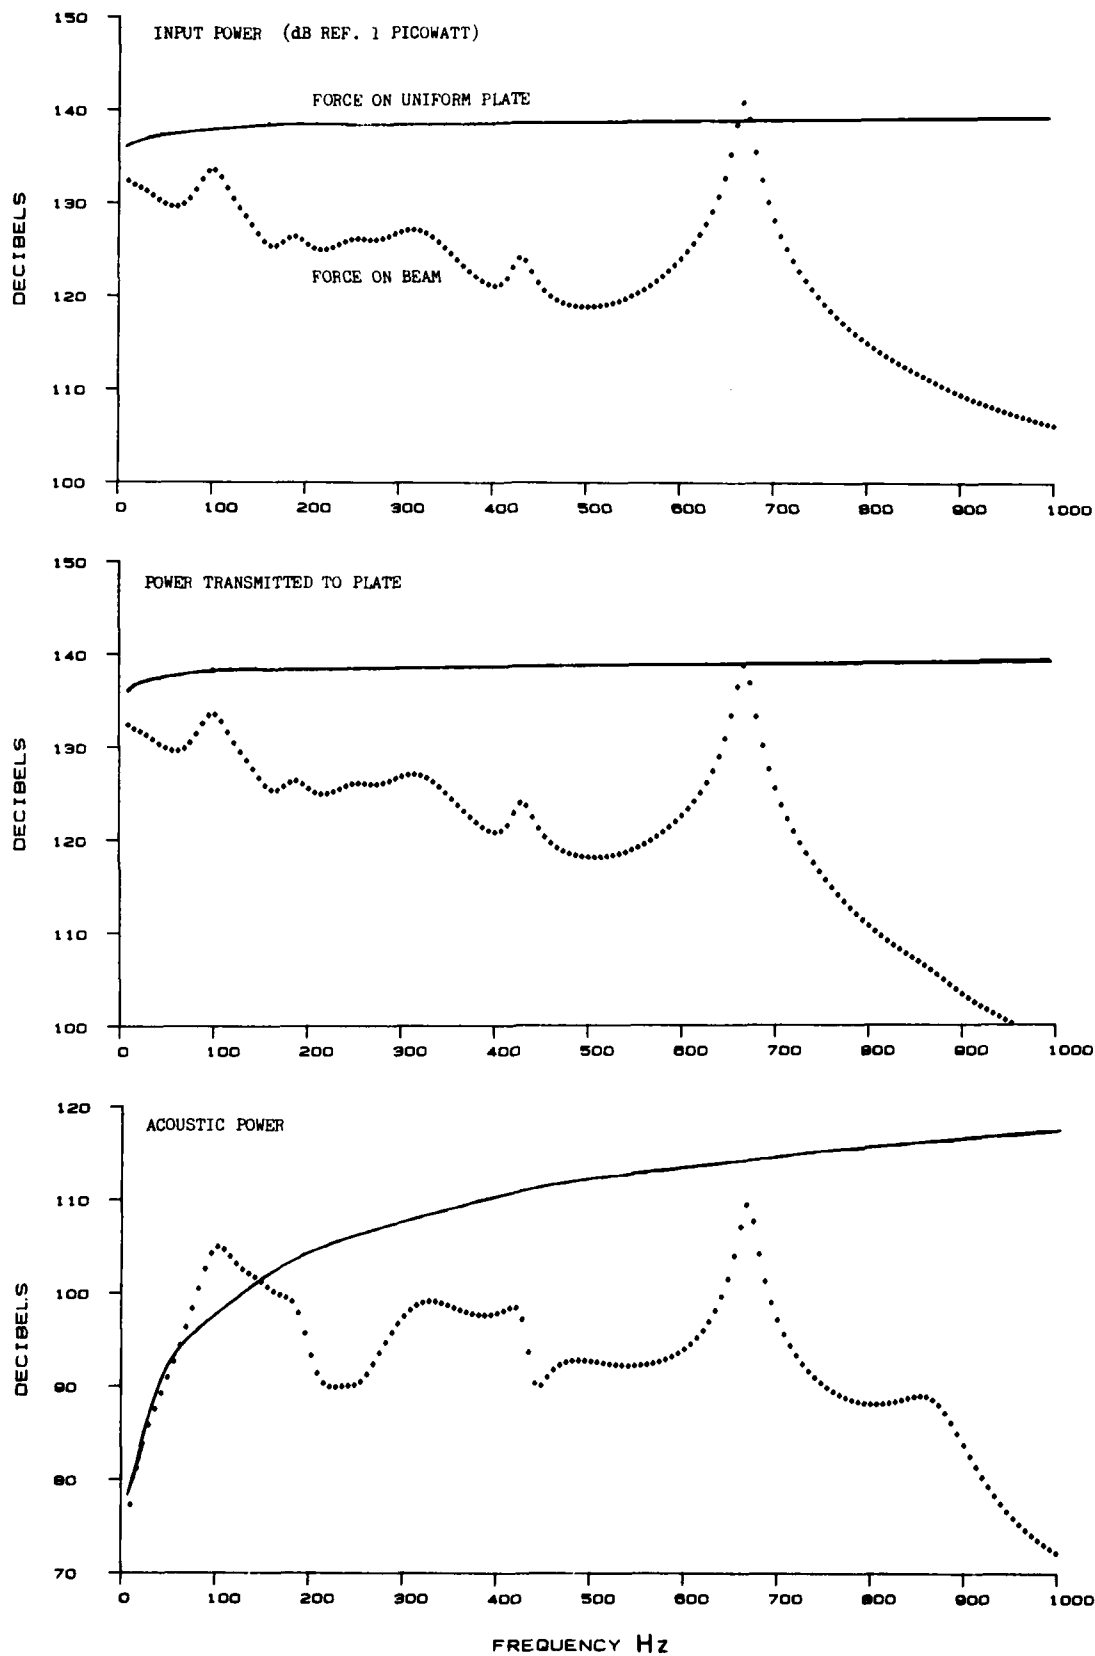 150
INPUT POWER (dB REF. 1 PICOWATT)
140
FORCE ON UNIFORM PLATE
130
DECIBELS
FORCE ON BEAM
120
110
100
0 100 200 300 400 500 600 700 800 900 1000
150
POWER TRANSMITTED TO PLATE
140
130
DECIBELS
120
110
100
0 100 200 300 400 500 600 700 800 900 1000
120
ACOUSTIC POWER
110
100
DECIBELS
90
80
70
0 100 200 300 400 500 600 700 800 900 1000
FREQUENCY Hz